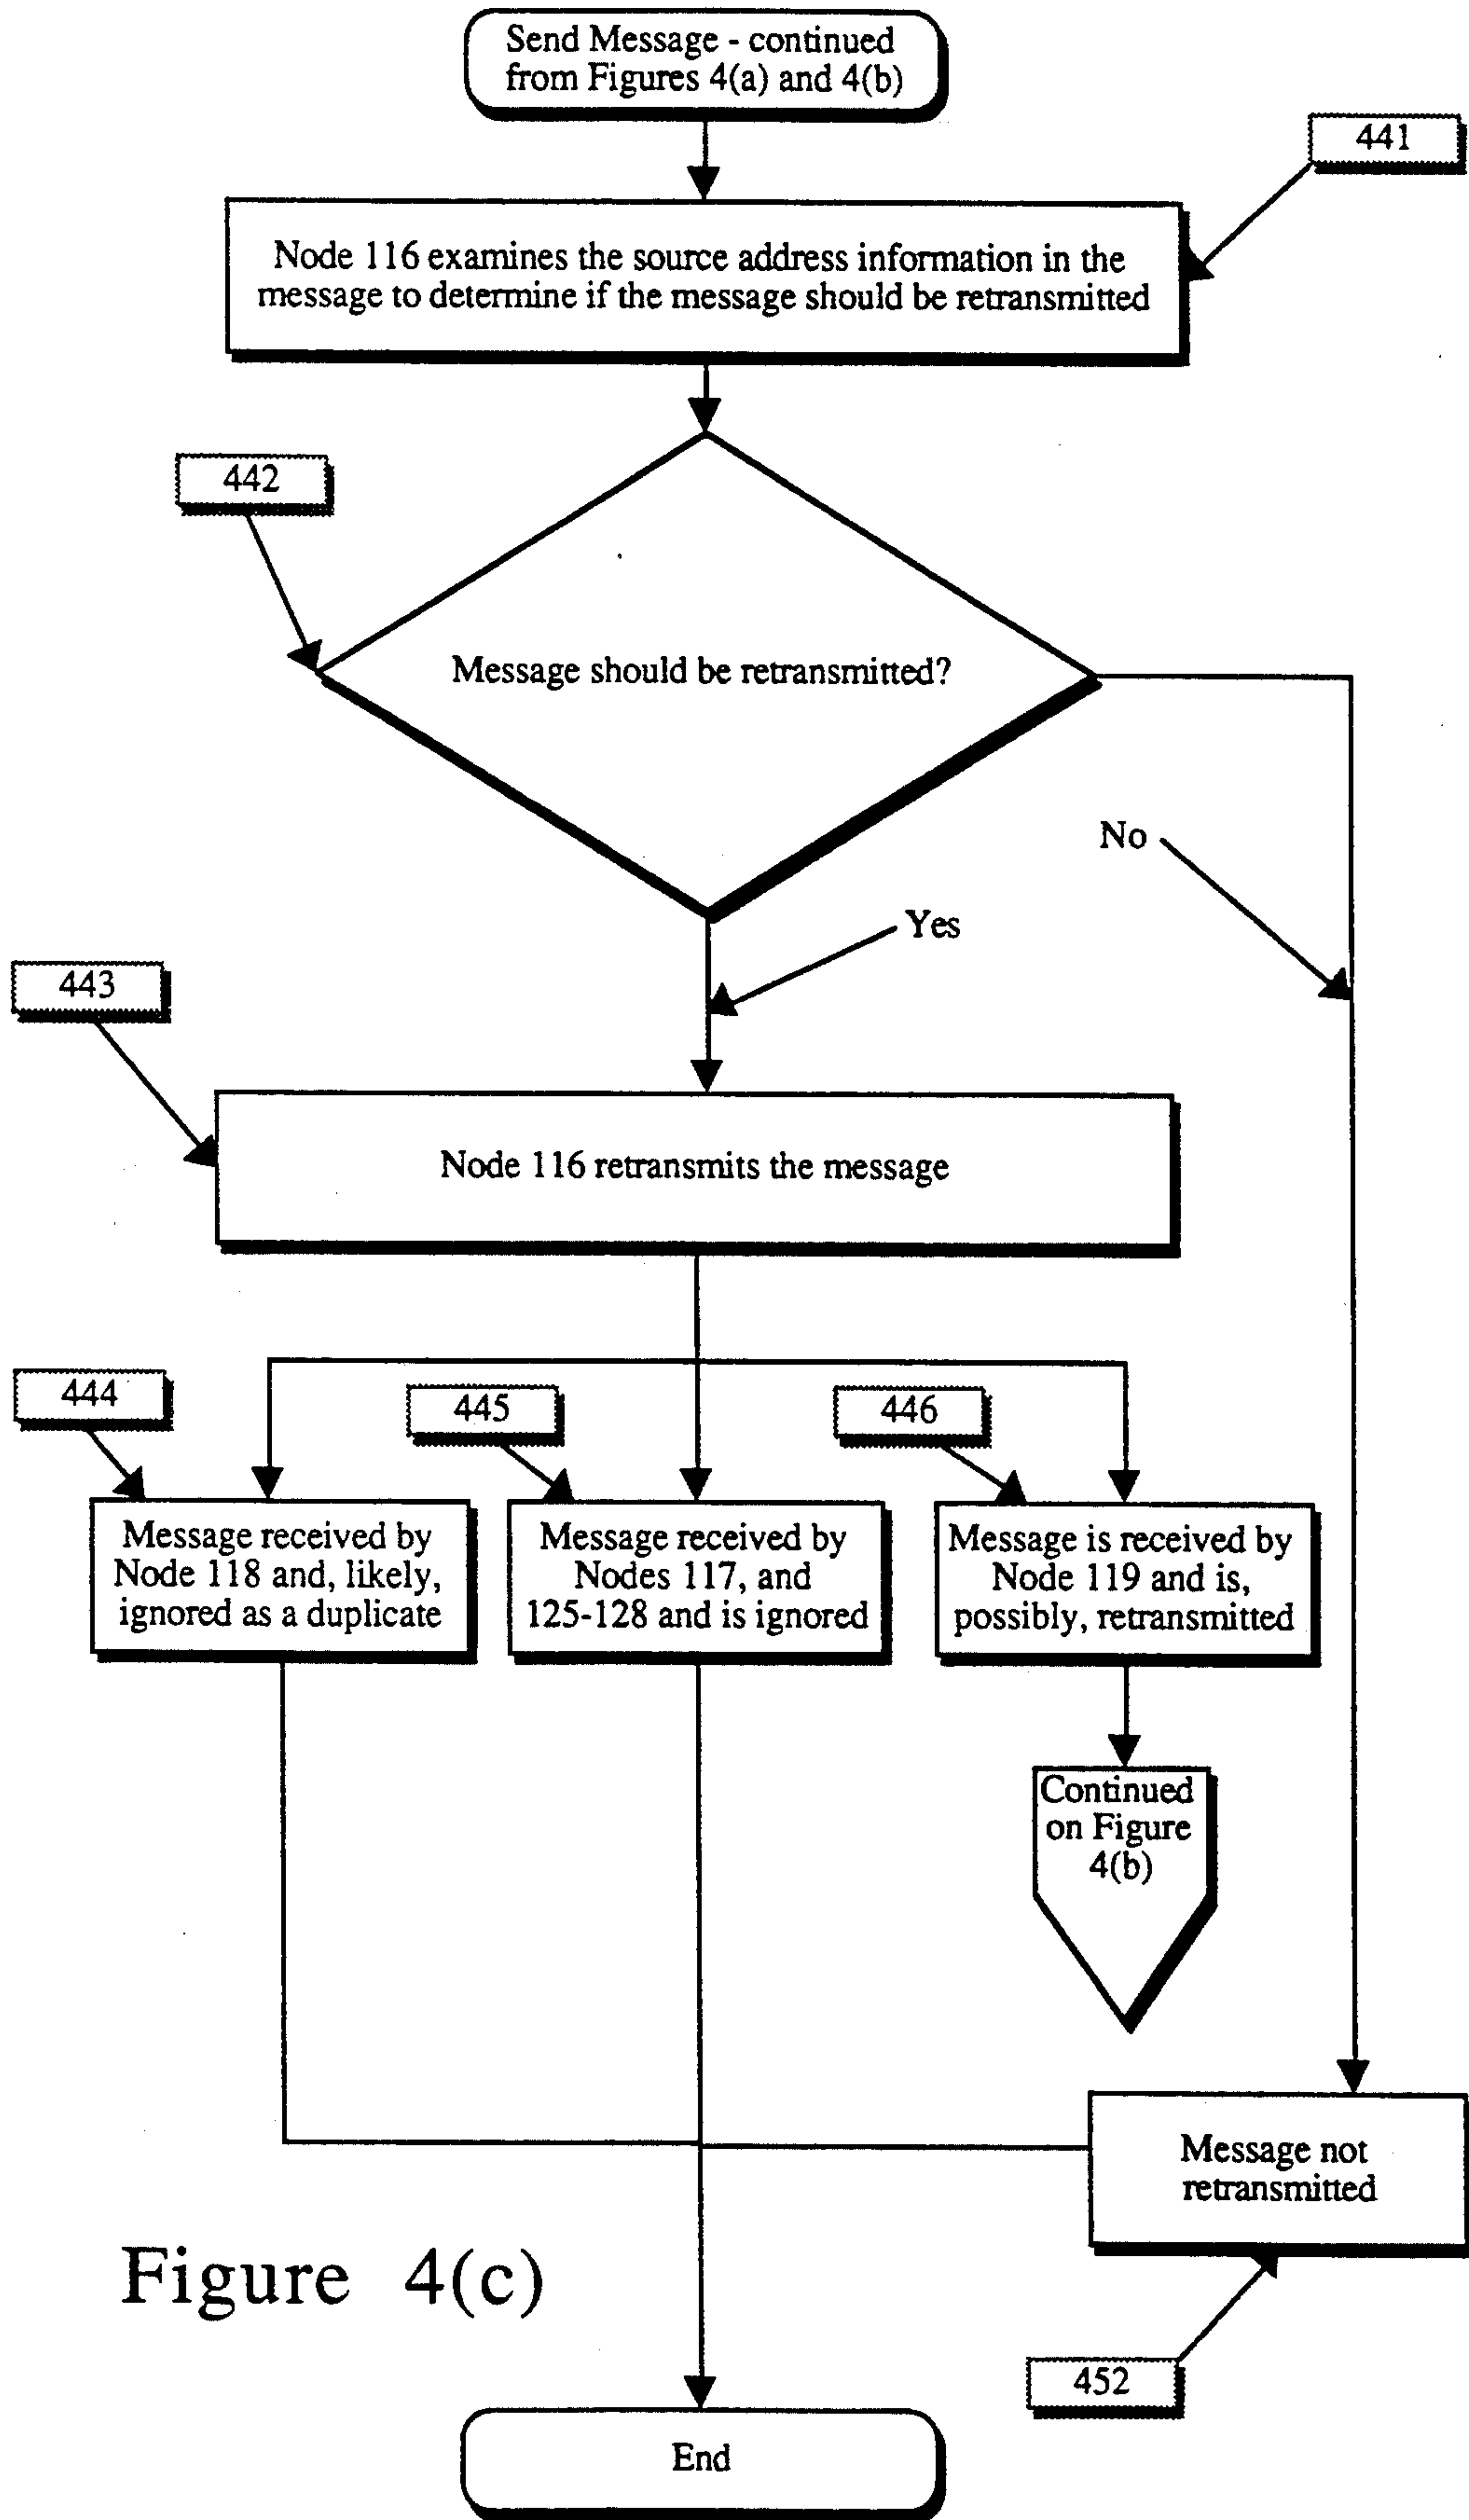 Send Message - continued
from Figures 4(a) and 4(b)
441
Node 116 examines the source address information in the
message to determine if the message should be retransmitted
442
Message should be retransmitted?
No
Yes
443
Node 116 retransmits the message
444
445
446
Message received by
Node 118 and, likely,
ignored as a duplicate
Message received by
Nodes 117, and
125-128 and is ignored
Message is received by
Node 119 and is,
possibly, retransmitted
Continued
on Figure
4(b)
Message not
retransmitted
Figure 4(c)
452
End